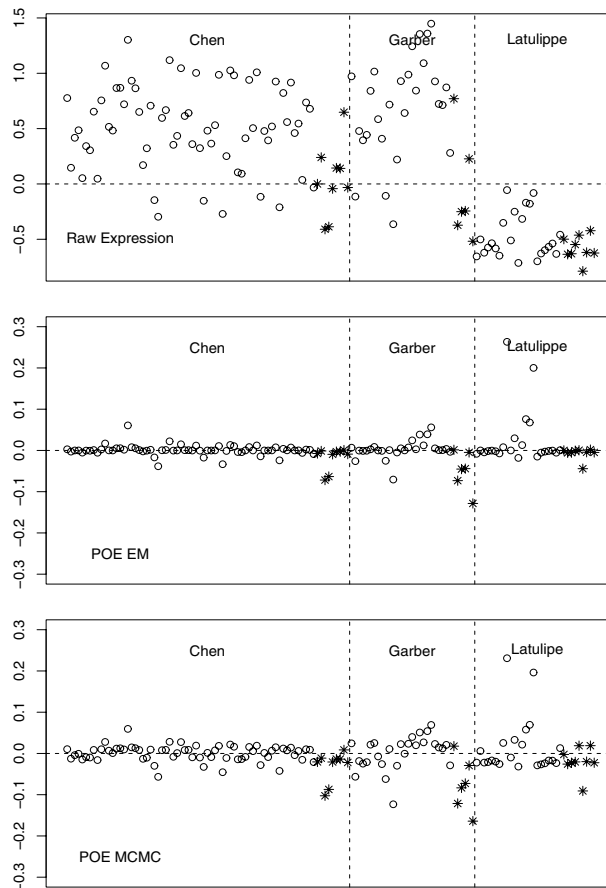 1.5
1.0
0.5
0.0
−0.5
Chen
Garber
Latulippe
Raw Expression
0.3
0.2
0.1
0.0
−0.1
−0.2
−0.3
Chen
Garber
Latulippe
POE EM
0.3
0.2
0.1
0.0
−0.1
−0.2
−0.3
Chen
Garber
Latulipe
POE MCMC